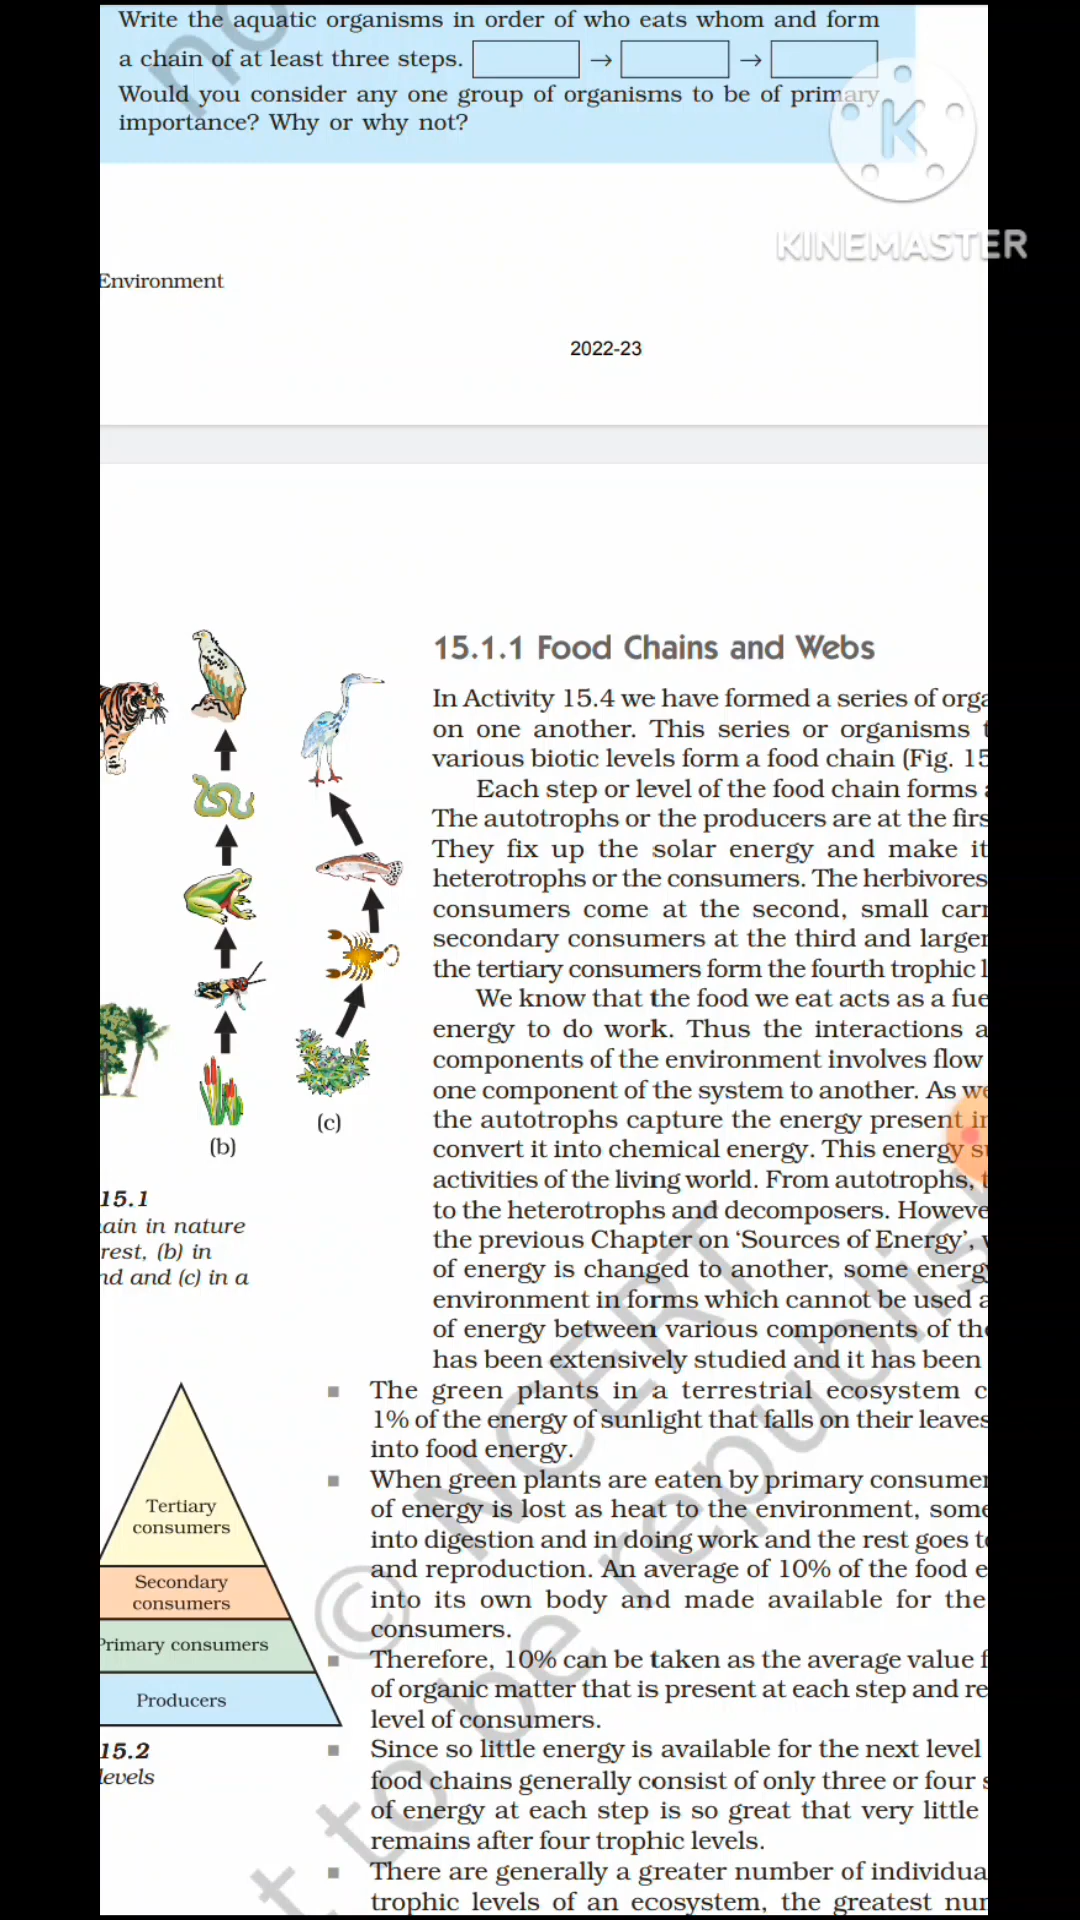 Write the aquatic organisms in order of who eats whom and form
a chain of at least three steps. → →
Would you consider any one group of organisms to be of primary
importance? Why or why not?
K
KINEMASTER
Environment
2022-23
15.1.1 Food Chains and Webs
In Activity 15.4 we have formed a series of orga
on one another. This series or organisms t
various biotic levels form a food chain (Fig. 15
Each step or level of the food chain forms a
The autotrophs or the producers are at the firs
They fix up the solar energy and make it
heterotrophs or the consumers. The herbivores
consumers come at the second, small carn
secondary consumers at the third and larger
the tertiary consumers form the fourth trophic l
We know that the food we eat acts as a fue
energy to do work. Thus the interactions a
components of the environment involves flow
one component of the system to another. As we
the autotrophs capture the energy present in
convert it into chemical energy. This energy su
activities of the living world. From autotrophs, t
to the heterotrophs and decomposers. Howeve
the previous Chapter on ‘Sources of Energy’,
of energy is changed to another, some energ
environment in forms which cannot be used a
of energy between various components of the
has been extensively studied and it has been
(c)
(b)
15.1
ain in nature
rest, (b) in
nd and (c) in a
▪ The green plants in a terrestrial ecosystem c
1% of the energy of sunlight that falls on their leaves
into food energy.
▪ When green plants are eaten by primary consumer
of energy is lost as heat to the environment, some
into digestion and in doing work and the rest goes to
and reproduction. An average of 10% of the food e
into its own body and made available for the
consumers.
▪ Therefore, 10% can be taken as the average value f
of organic matter that is present at each step and re
level of consumers.
▪ Since so little energy is available for the next level
food chains generally consist of only three or four s
of energy at each step is so great that very little
remains after four trophic levels.
▪ There are generally a greater number of individua
trophic levels of an ecosystem, the greatest num
Tertiary
consumers
Secondary
consumers
Primary consumers
Producers
15.2
levels
© NCERT
t to be republish
no